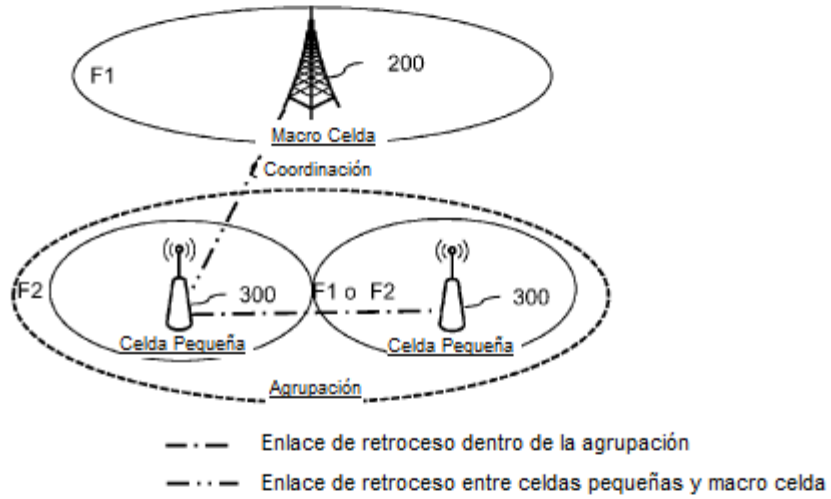 F1
200
Macro Celda
Coordinación
F2
300
F1 o F2
300
Celda Pequeña
Celda Pequeña
Agrupación
Enlace de retroceso dentro de la agrupación
Enlace de retroceso entre celdas pequeñas y macro celda